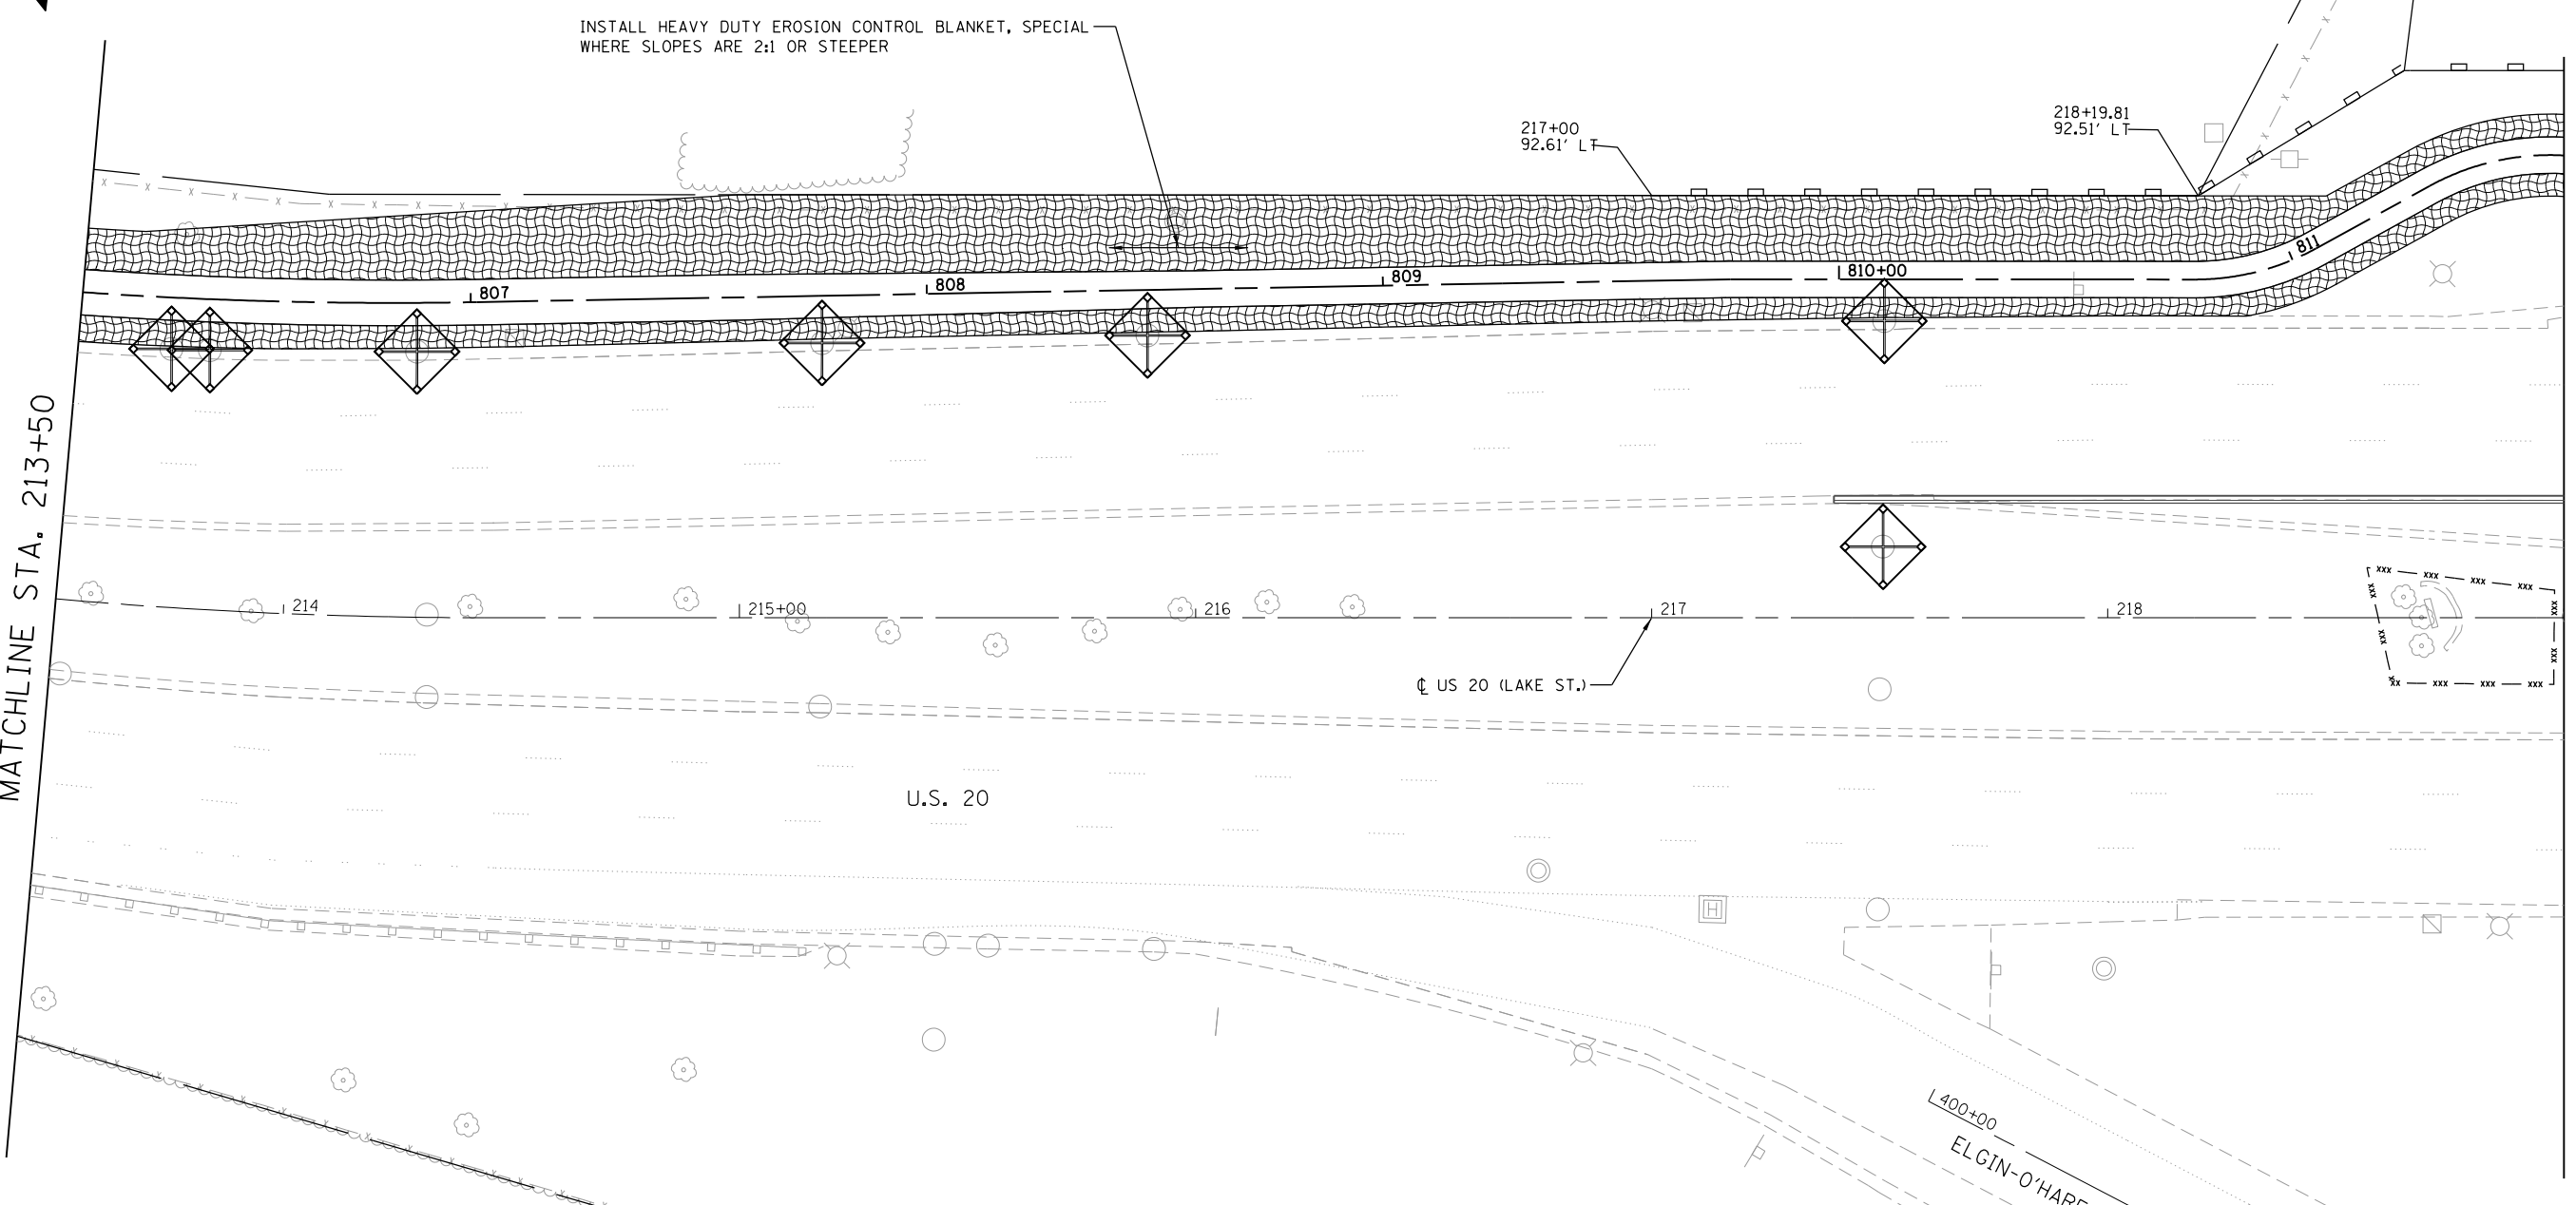 INSTALL HEAVY DUTY EROSION CONTROL BLANKET, SPECIAL
WHERE SLOPES ARE 2:1 OR STEEPER
217+00
92.61' LT
218+19.81
92.51' LT
807
808
809
810+00
811
MATCHLINE STA. 213+50
214
215+00
216
217
218
℄ US 20 (LAKE ST.)
U.S. 20
H
400+00
ELGIN-O'HARE